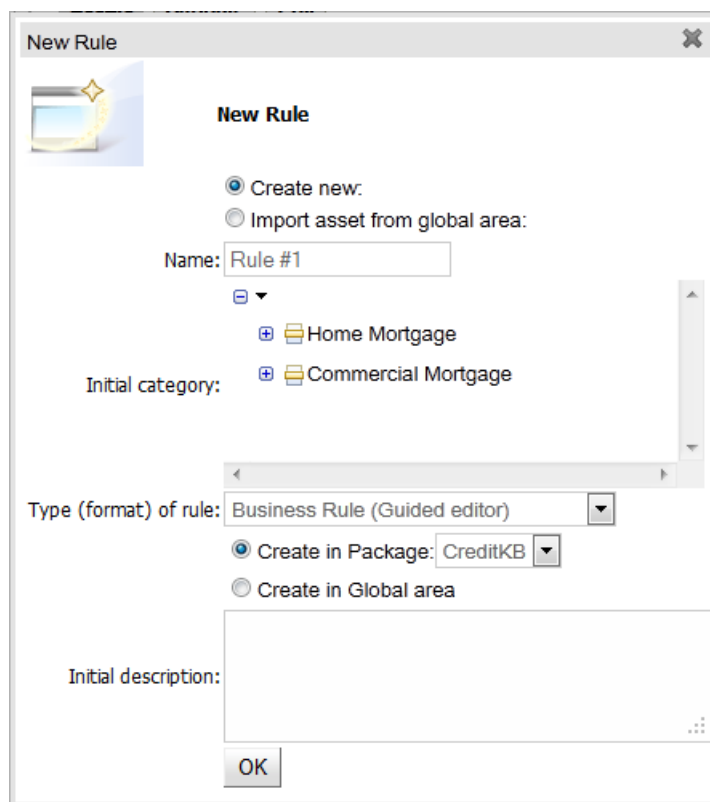 New Rule
New Rule
Create new:
Import asset from global area:
Name: Rule #1
Home Mortgage
Commercial Mortgage
Initial category:
Type (format) of rule: Business Rule (Guided editor)
Create in Package: CreditKB
Create in Global area
Initial description:
OK